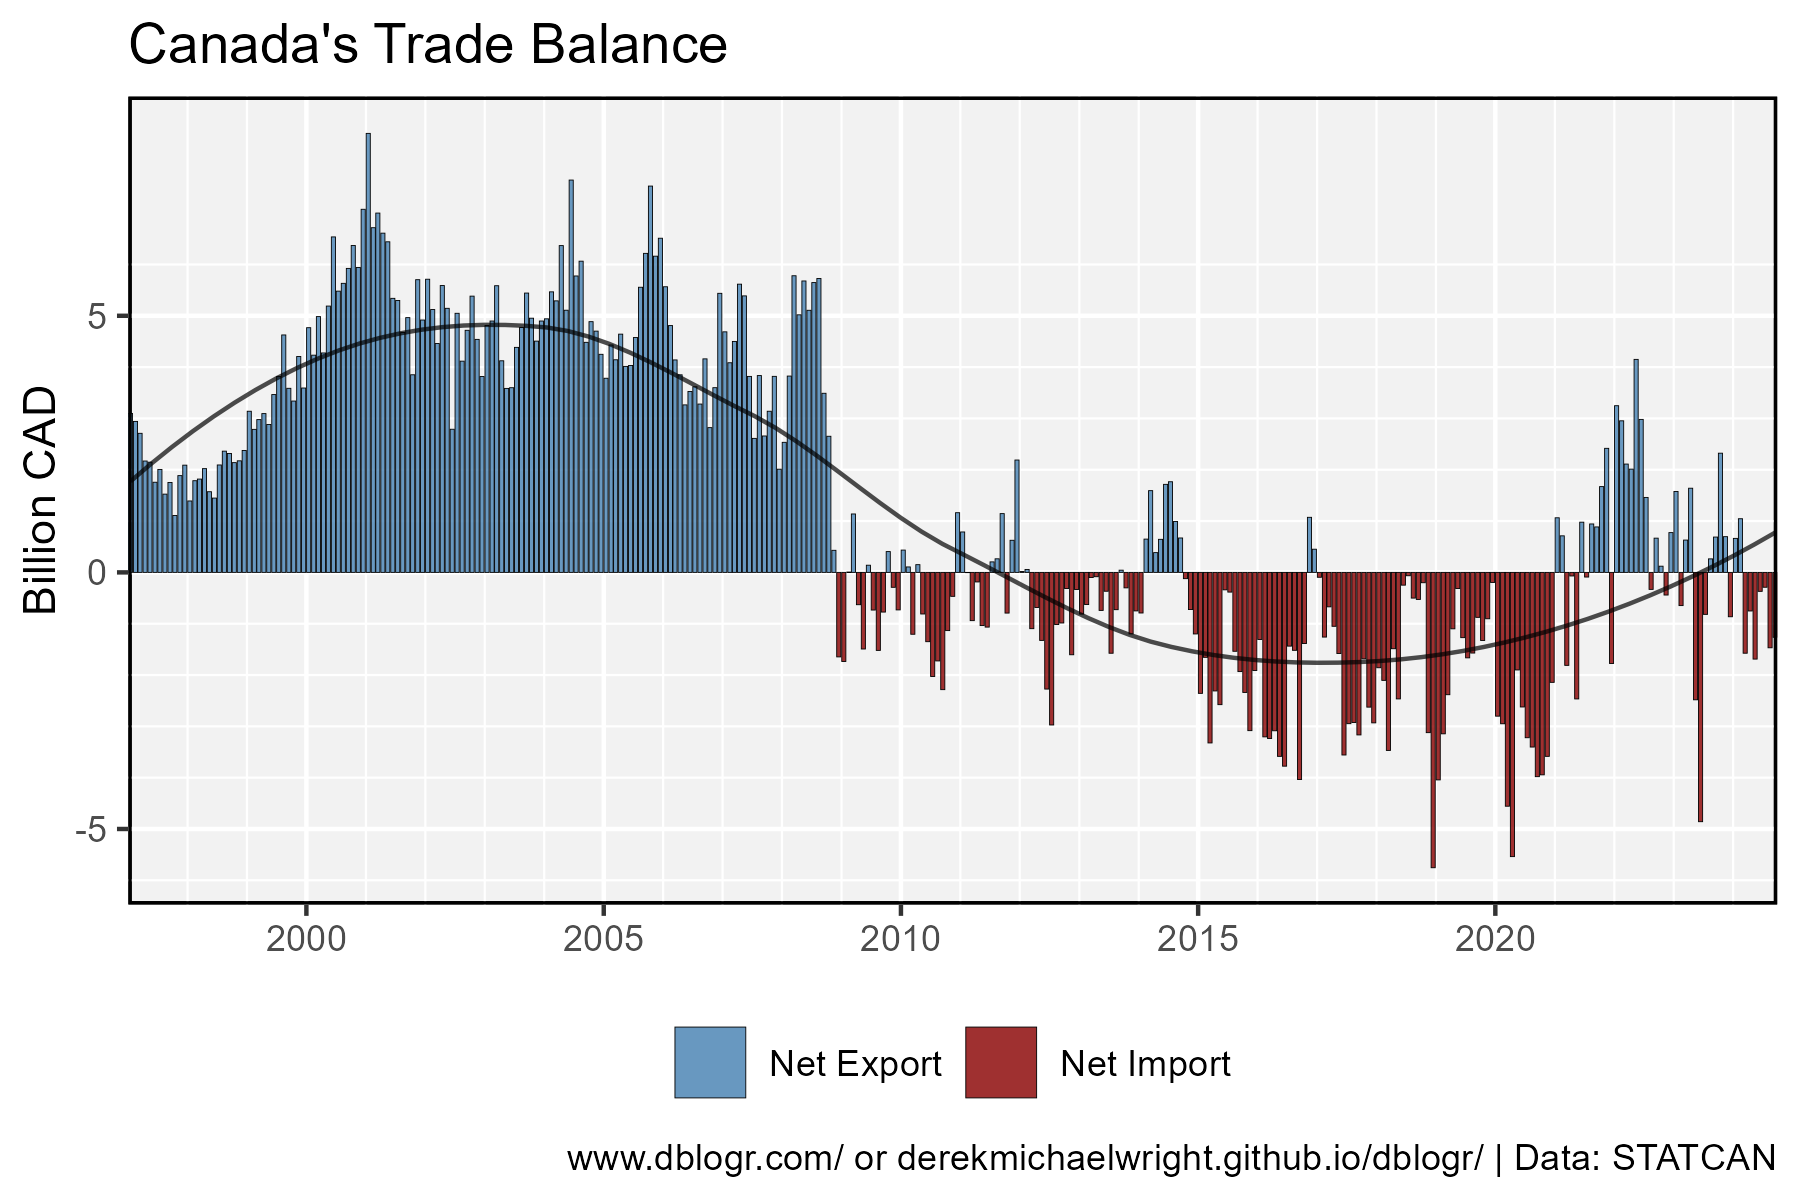 Canada's Trade Balance
Billion CAD
5
0
-5
2000 2005 2010 2015 2020
Net Export Net Import
www.dblogr.com/ or derekmichaelwright.github.io/dblogr/ | Data: STATCAN